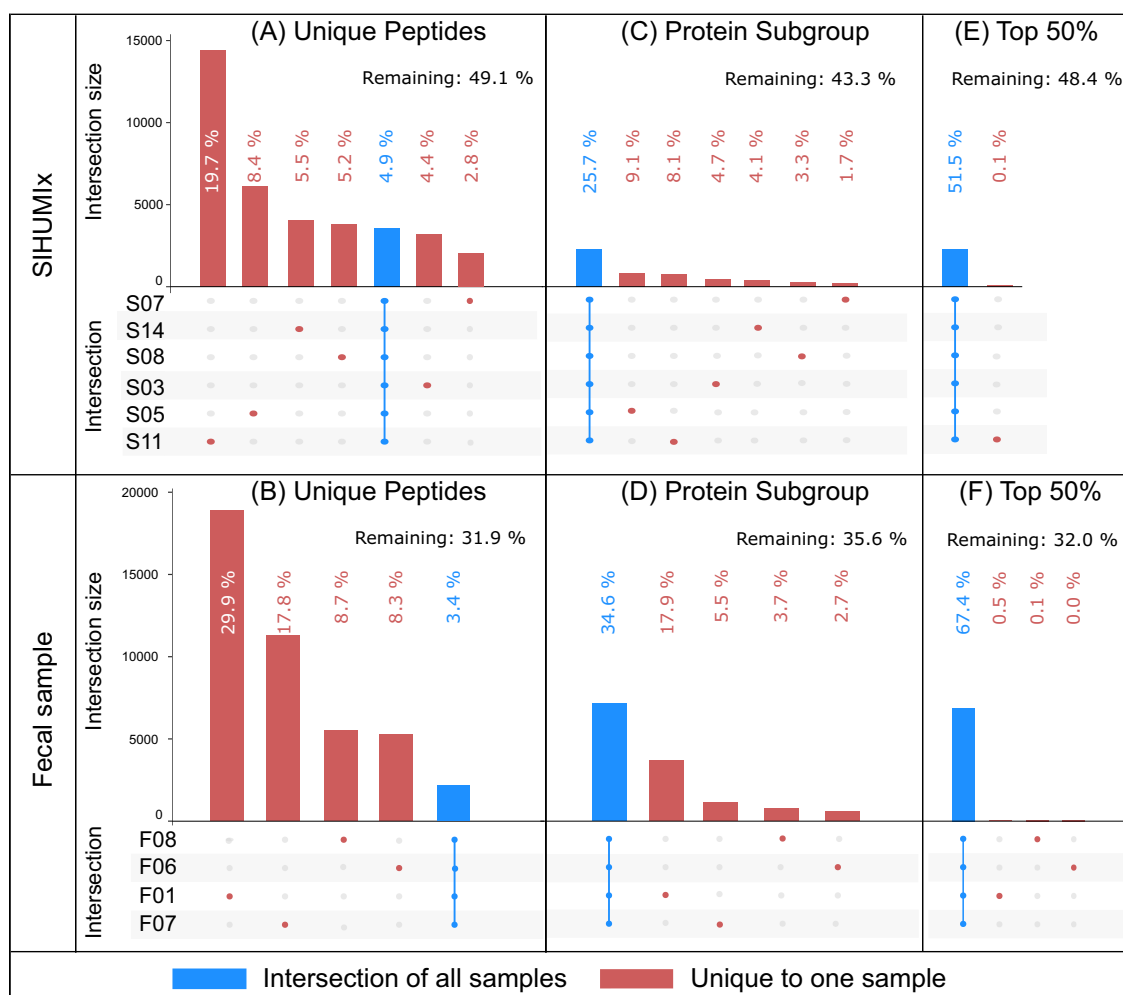 (A) Unique Peptides
(C) Protein Subgroup
(E) Top 50%
Remaining: 49.1 %
Remaining: 43.3 %
Remaining: 48.4 %
SIHUMIx
Intersection size
15000
10000
5000
0
19.7 %
8.4 %
5.5 %
5.2 %
4.9 %
4.4 %
2.8 %
25.7 %
9.1 %
8.1 %
4.7 %
4.1 %
3.3 %
1.7 %
51.5 %
0.1 %
Intersection
S07
S14
S08
S03
S05
S11
(B) Unique Peptides
(D) Protein Subgroup
(F) Top 50%
Remaining: 31.9 %
Remaining: 35.6 %
Remaining: 32.0 %
Fecal sample
Intersection size
20000
15000
10000
5000
0
29.9 %
17.8 %
8.7 %
8.3 %
3.4 %
34.6 %
17.9 %
5.5 %
3.7 %
2.7 %
67.4 %
0.5 %
0.1 %
0.0 %
Intersection
F08
F06
F01
F07
Intersection of all samples
Unique to one sample